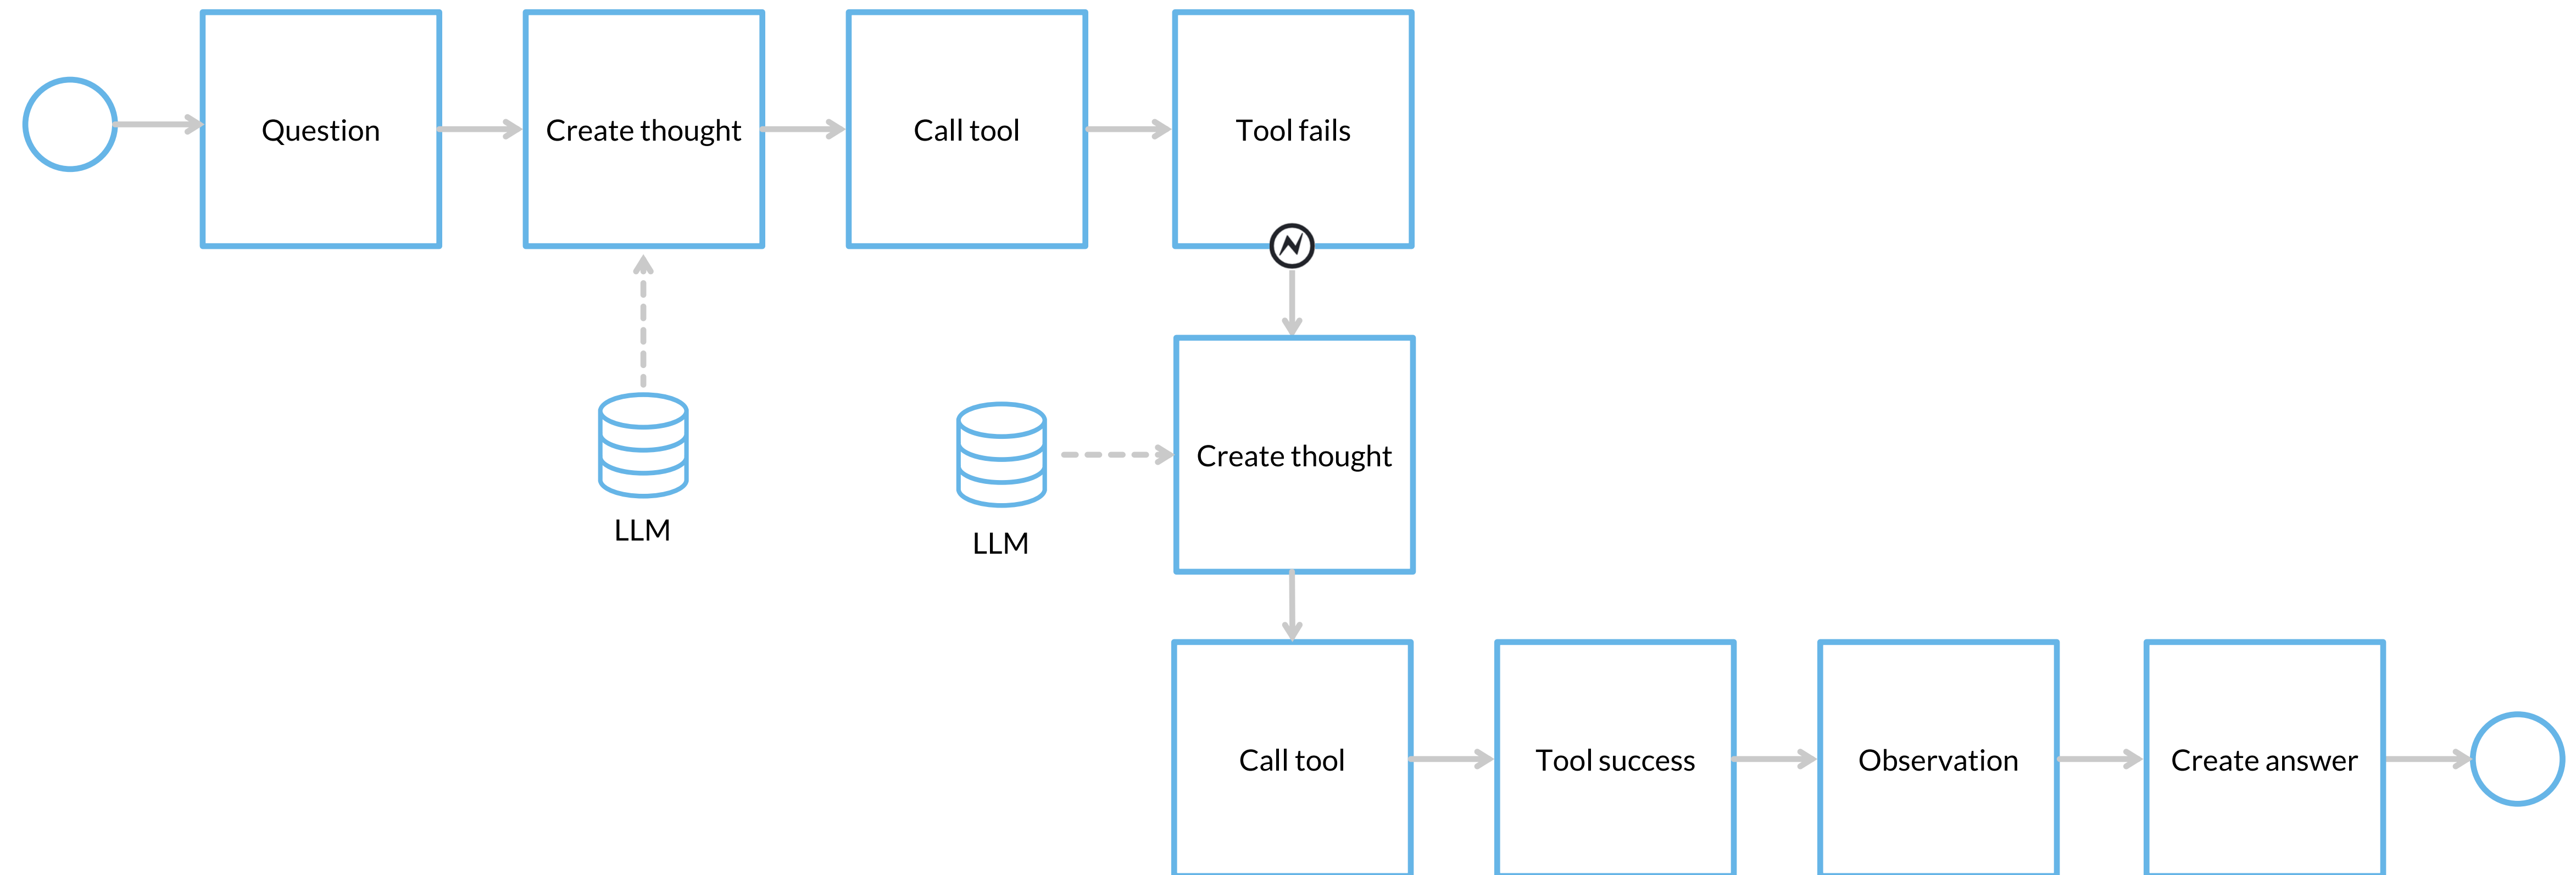 Question
Create thought
Call tool
Tool fails
LLM
LLM
Create thought
Call tool
Tool success
Observation
Create answer